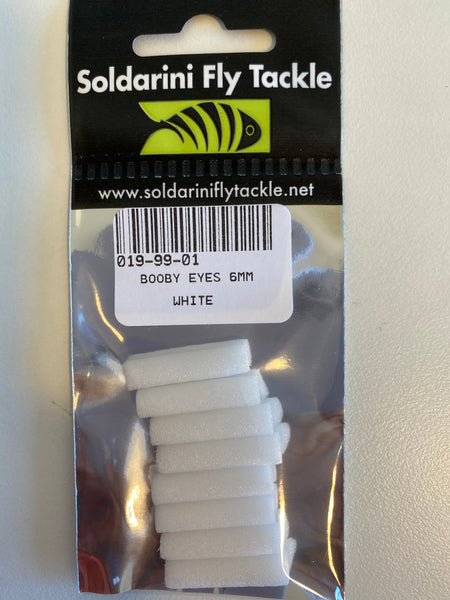 Soldarini Fly Tackle
www.soldariniflytackle.net
019-99-01
BOOBY EYES 6MM
WHITE